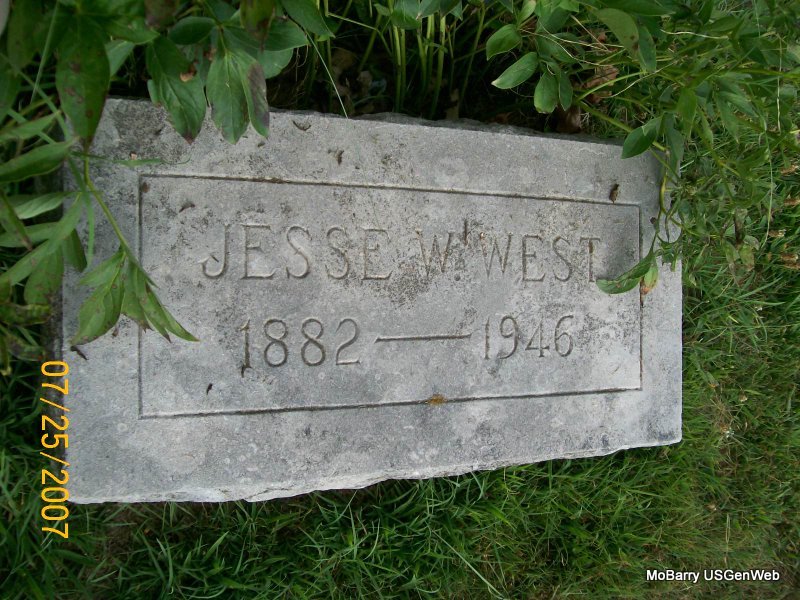 JESSE W. WEST
1882 — 1946
07/25/2007
MoBarry USGenWeb